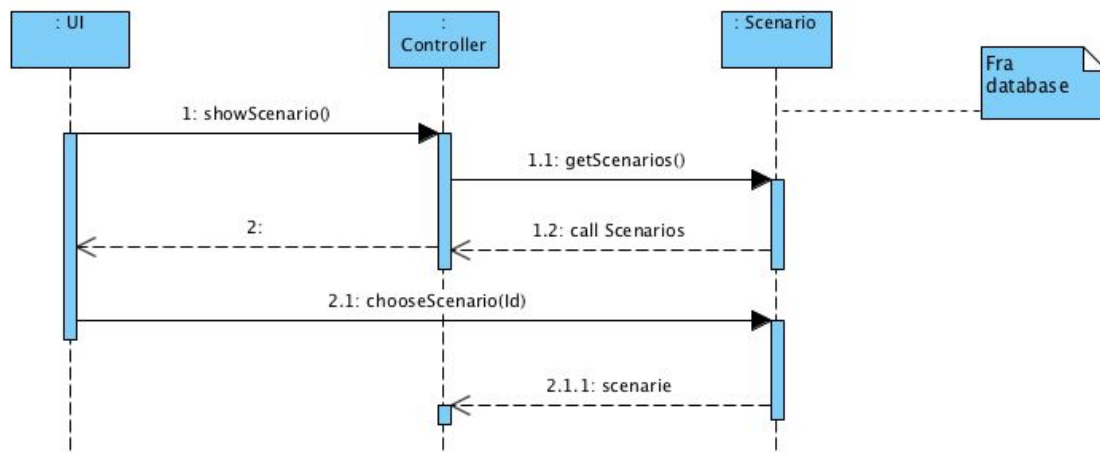 : UI
:
Controller
: Scenario
Fra
database
1: showScenario()
1.1: getScenarios()
2:
1.2: call Scenarios
2.1: chooseScenario(Id)
2.1.1: scenarie